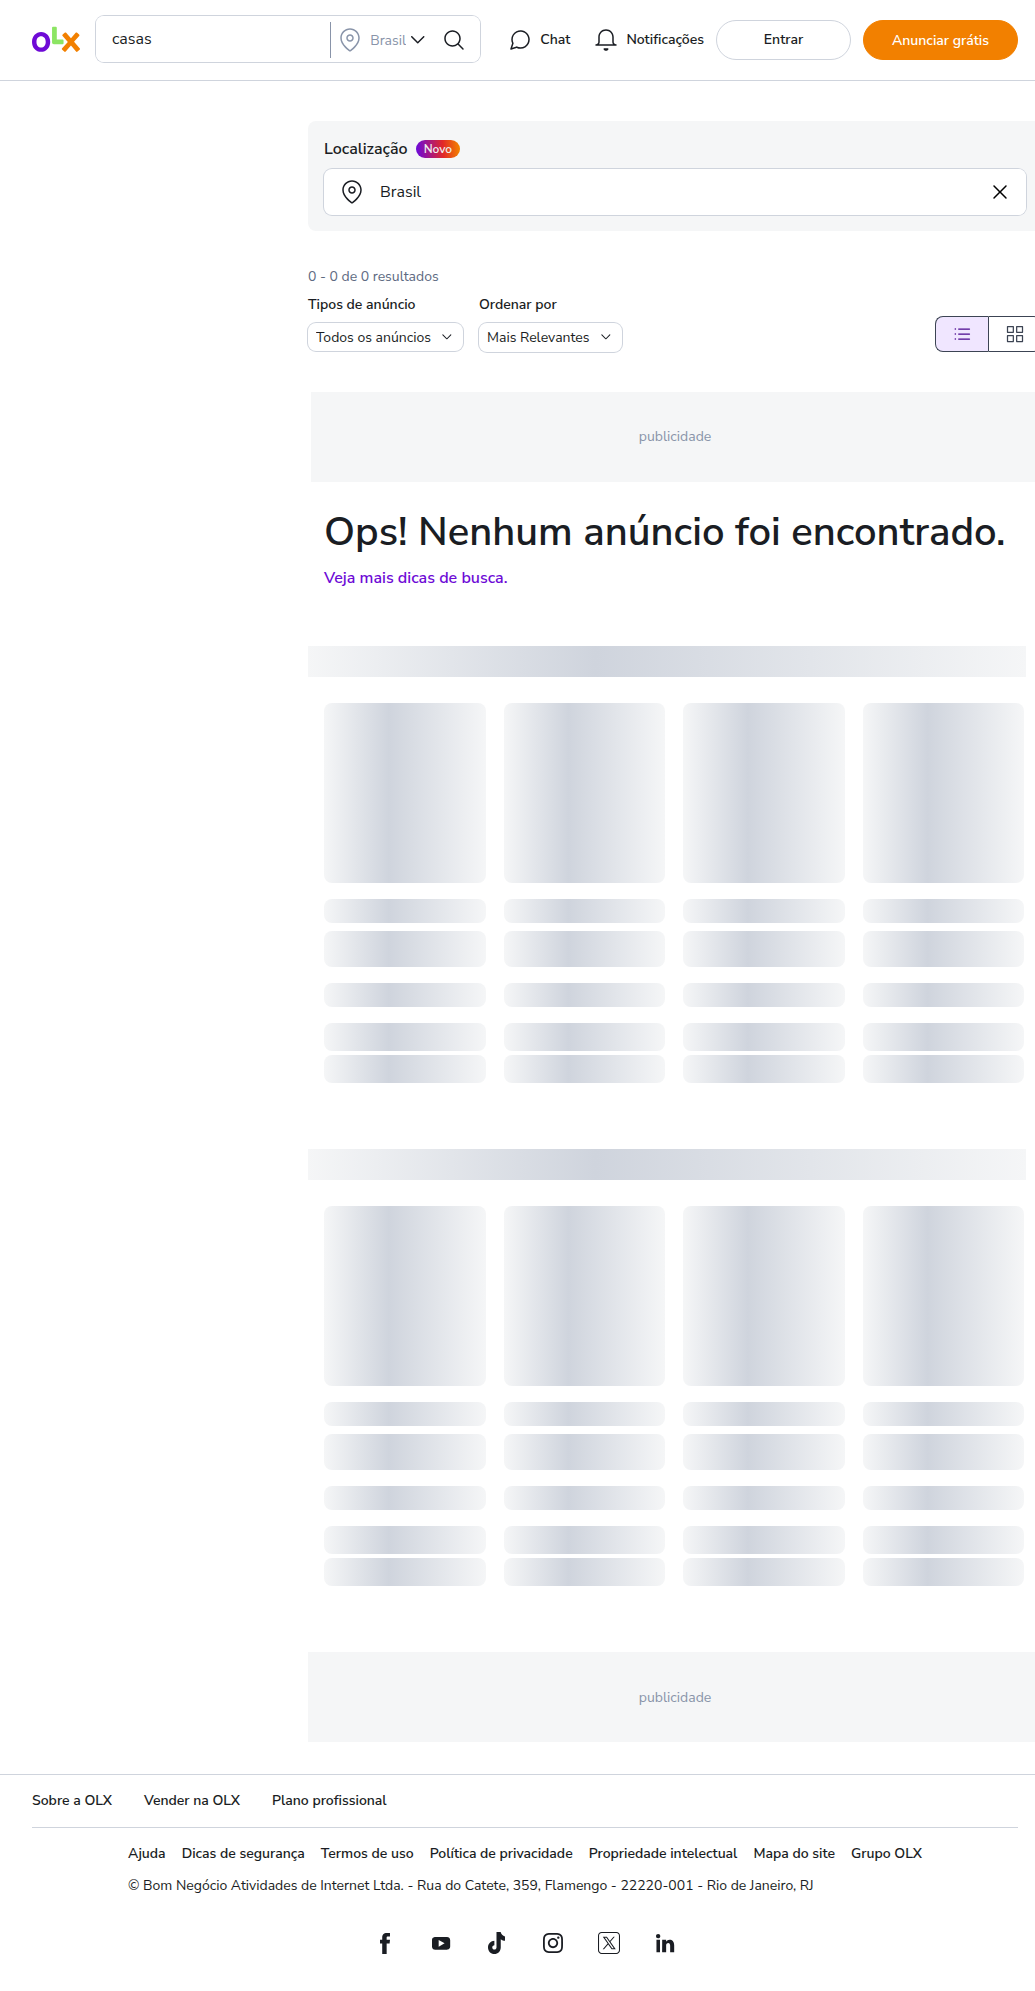 olx
casas
Brasil
Chat
Notificações
Entrar
Anunciar grátis
Localização Novo
Brasil
0 - 0 de 0 resultados
Tipos de anúncio
Ordenar por
Todos os anúncios
Mais Relevantes
publicidade
Ops! Nenhum anúncio foi encontrado.
Veja mais dicas de busca.
publicidade
Sobre a OLX Vender na OLX Plano profissional
Ajuda Dicas de segurança Termos de uso Política de privacidade Propriedade intelectual Mapa do site Grupo OLX
© Bom Negócio Atividades de Internet Ltda. - Rua do Catete, 359, Flamengo - 22220-001 - Rio de Janeiro, RJ